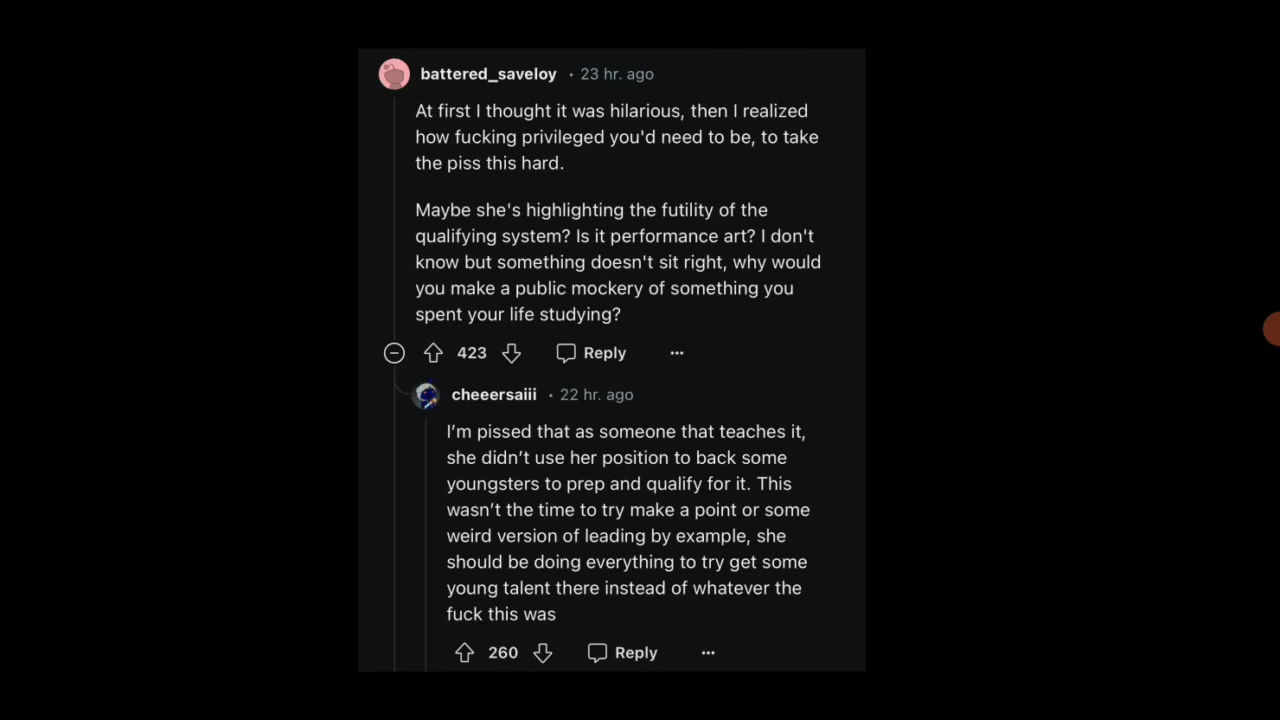 battered_saveloy • 23 hr. ago
At first I thought it was hilarious, then I realized
how fucking privileged you'd need to be, to take
the piss this hard.
Maybe she's highlighting the futility of the
qualifying system? Is it performance art? I don't
know but something doesn't sit right, why would
you make a public mockery of something you
spent your life studying?
423 Reply ...
cheeersaiii • 22 hr. ago
I’m pissed that as someone that teaches it,
she didn’t use her position to back some
youngsters to prep and qualify for it. This
wasn’t the time to try make a point or some
weird version of leading by example, she
should be doing everything to try get some
young talent there instead of whatever the
fuck this was
260 Reply ...